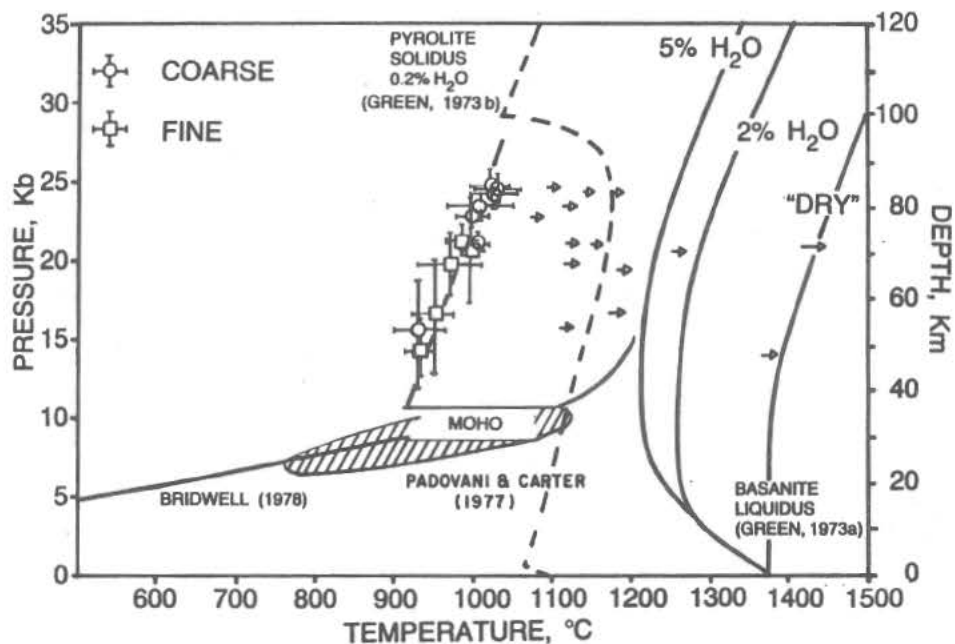 35
30
25
20
15
10
5
0
PRESSURE, Kb
COARSE
FINE
PYROLITE
SOLIDUS
0.2% H₂O
(GREEN, 1973b)
5% H₂O
2% H₂O
"DRY"
MOHO
BRIDWELL (1978)
PADOVANI & CARTER
(1977)
BASANITE
LIQUIDUS
(GREEN, 1973a)
120
100
80
60
40
20
0
DEPTH, Km
600 700 800 900 1000 1100 1200 1300 1400 1500
TEMPERATURE, °C